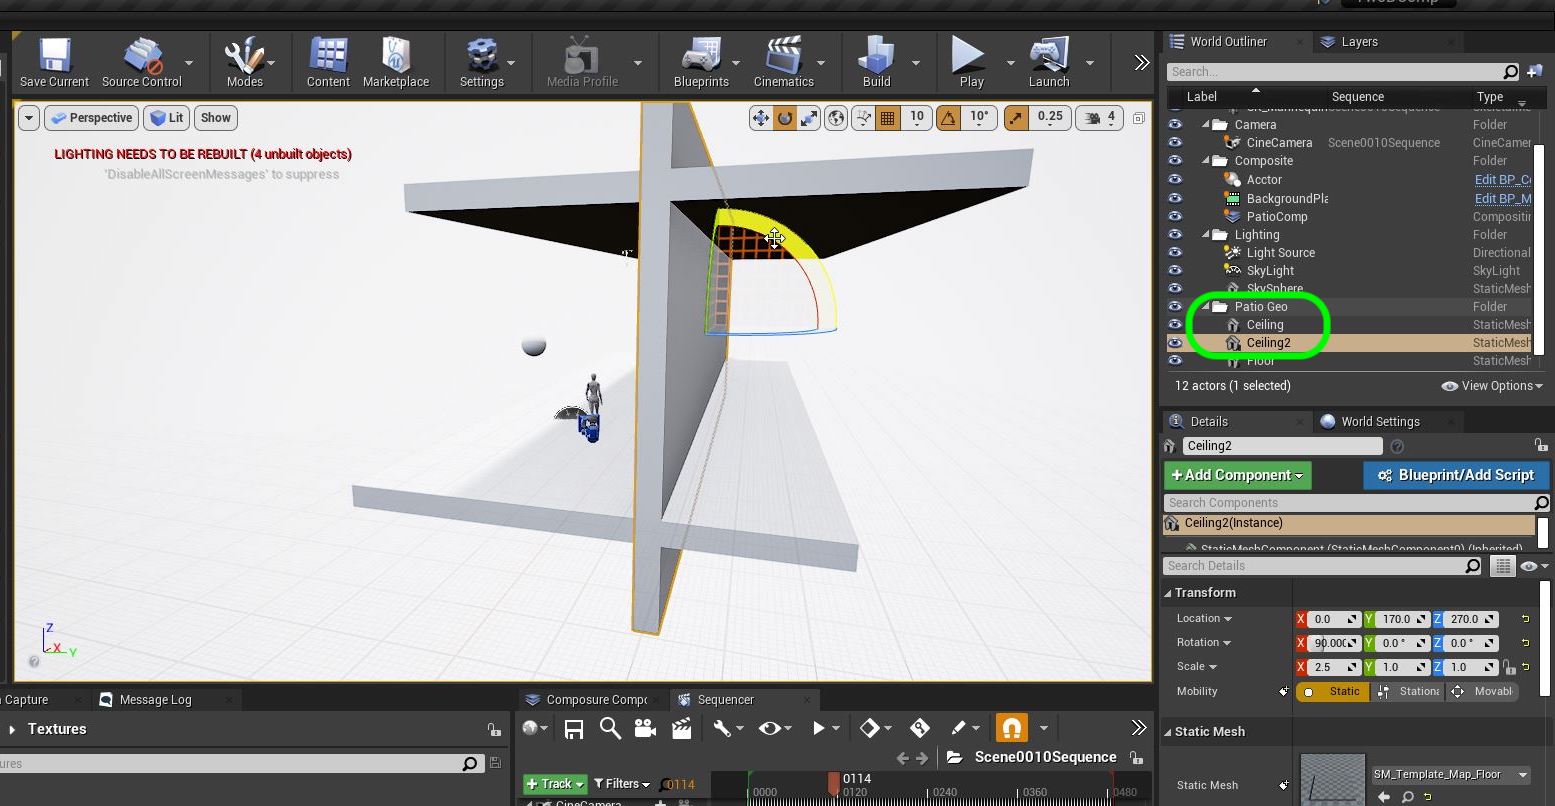 Save Current
Source Control
Modes
Content
Marketplace
Settings
Media Profile
Blueprints
Cinematics
Build
Play
Launch
World Outliner
Layers
Search...
Label
Sequence
Type
Camera
Folder
CineCamera
Scene0010Sequence
CineCamer
Composite
Folder
Acctor
Edit BP_C
BackgroundPla
Edit BP_M
PatioComp
Compositin
Lighting
Folder
Light Source
Directional
SkyLight
SkyLight
SkySphere
StaticMesh
Patio Geo
Folder
Ceiling
StaticMesh
Ceiling2
StaticMesh
Floor
StaticMesh
12 actors (1 selected)
View Options
Perspective
Lit
Show
10
10°
0.25
4
LIGHTING NEEDS TO BE REBUILT (4 unbuilt objects)
'DisableAllScreenMessages' to suppress
Z
X
Y
Details
World Settings
Ceiling2
+ Add Component
Blueprint/Add Script
Search Components
Ceiling2(Instance)
StaticMeshComponent (StaticMeshComponent0) (Inherited)
Search Details
Transform
Location
X 0.0
Y 170.0
Z 270.0
Rotation
X 90.000
Y 0.0 °
Z 0.0 °
Scale
X 2.5
Y 1.0
Z 1.0
Mobility
Static
Stationa
Movabl
Static Mesh
Static Mesh
SM_Template_Map_Floor
Capture
Message Log
Textures
ures
Composure Compo
Sequencer
Scene0010Sequence
+ Track
Filters
0114
0114
0000
0120
0240
0360
0480
CineCamera